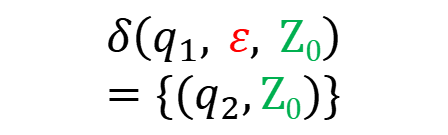 δ(q₁, ε, Z₀)
= {(q₂,Z₀)}